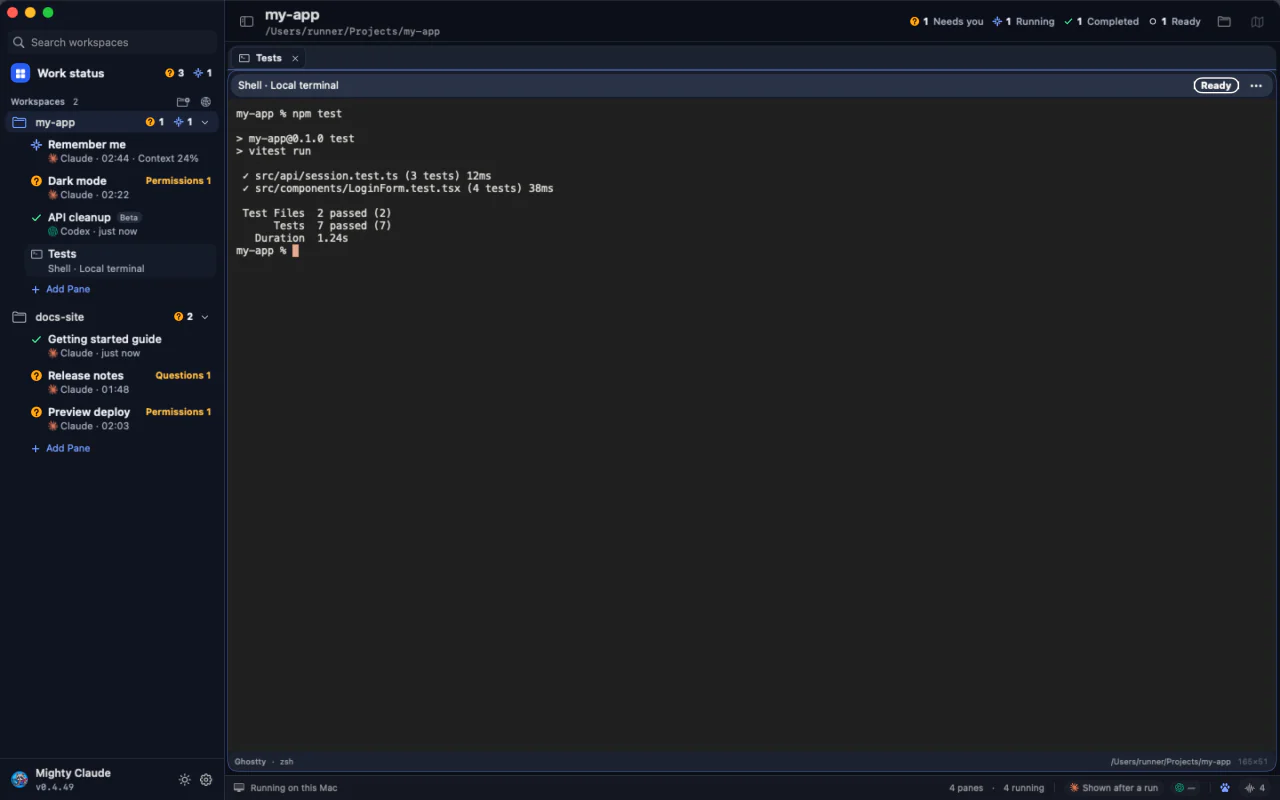 my-app
/Users/runner/Projects/my-app
1 Needs you 1 Running ✓ 1 Completed 1 Ready
Search workspaces
Work status ? 3 1
Workspaces 2
my-app ? 1 1
Remember me
Claude · 02:44 · Context 24%
Dark mode Permissions 1
Claude · 02:22
API cleanup Beta
Codex · just now
Tests
Shell · Local terminal
+ Add Pane
docs-site ? 2
Getting started guide
Claude · just now
Release notes Questions 1
Claude · 01:48
Preview deploy Permissions 1
Claude · 02:03
+ Add Pane
Mighty Claude
v0.4.49
Tests ×
Shell · Local terminal Ready ···
my-app % npm test
> my-app@0.1.0 test
> vitest run
✓ src/api/session.test.ts (3 tests) 12ms
✓ src/components/LoginForm.test.tsx (4 tests) 38ms
Test Files 2 passed (2)
Tests 7 passed (7)
Duration 1.24s
my-app %
Ghostty · zsh /Users/runner/Projects/my-app 165×51
Running on this Mac 4 panes · 4 running Shown after a run — 4